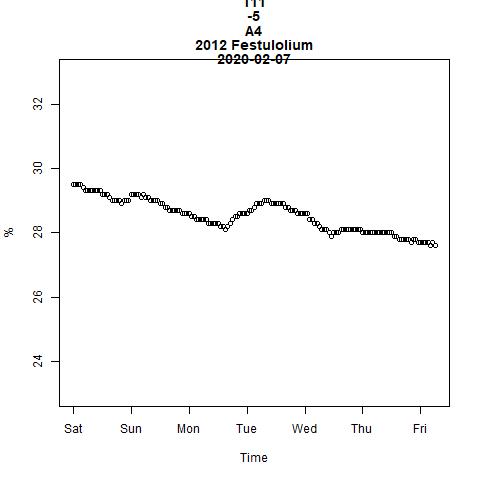 T11
-5
A4
2012 Festulolium
2020-02-07
%
32
30
28
26
24
Sat Sun Mon Tue Wed Thu Fri
Time